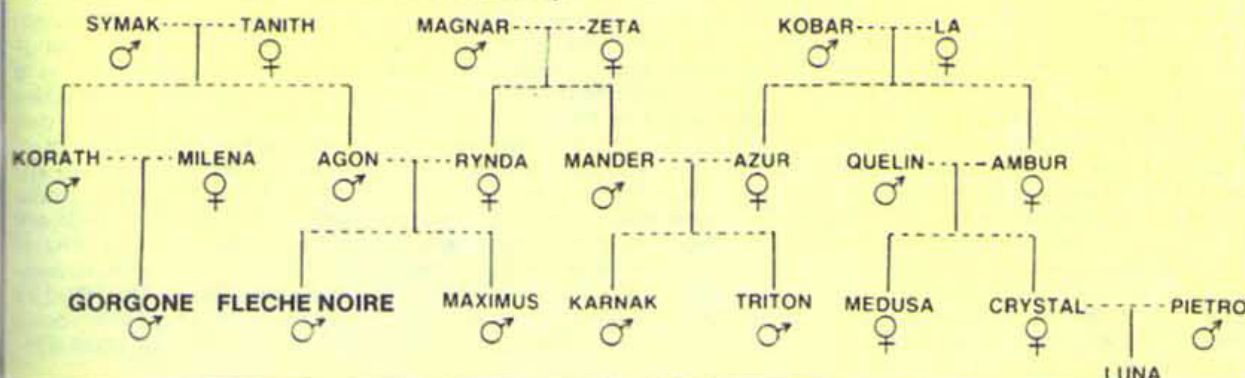 SYMAK TANITH MAGNAR ZETA KOBAR LA
KORATH MILENA AGON RYNDA MANDER AZUR QUELIN AMBUR
GORGONE FLECHE NOIRE MAXIMUS KARNAK TRITON MEDUSA CRYSTAL PIETRO
LUNA